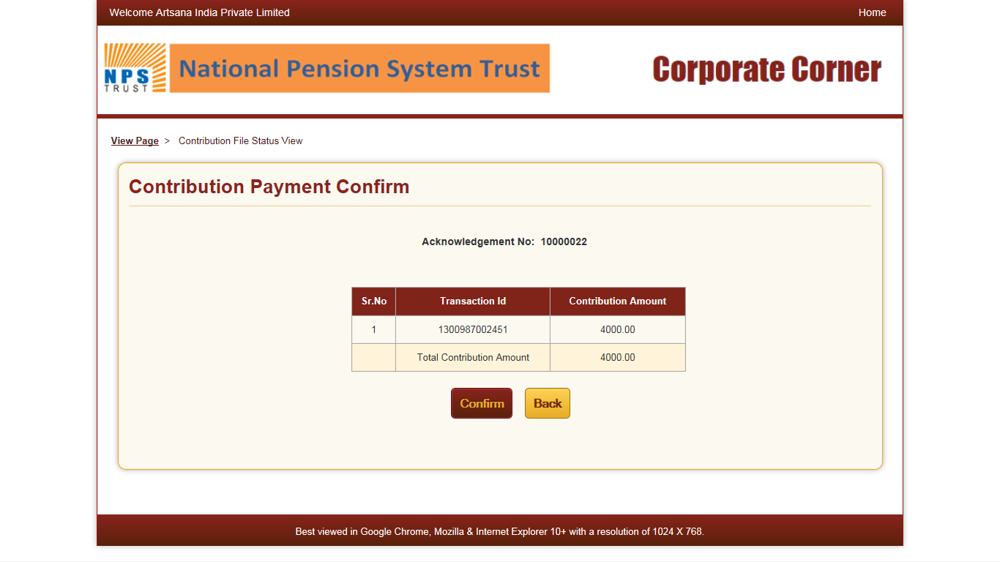 Welcome Artsana India Private Limited Home
NPS TRUST National Pension System Trust Corporate Corner
View Page > Contribution File Status View
Contribution Payment Confirm
Acknowledgement No: 10000022
Sr.No Transaction Id Contribution Amount
1 1300987002451 4000.00
Total Contribution Amount 4000.00
Confirm Back
Best viewed in Google Chrome, Mozilla & Internet Explorer 10+ with a resolution of 1024 X 768.